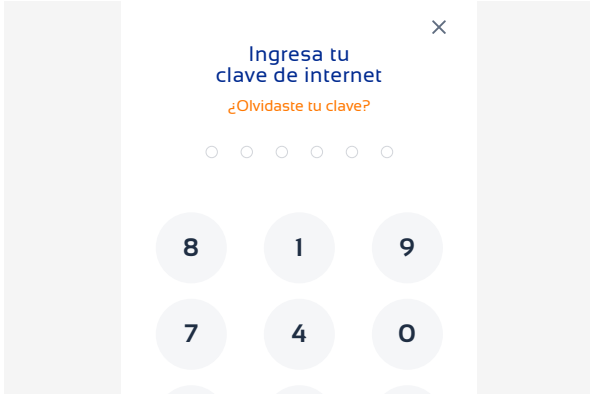 Ingresa tu
clave de internet
¿Olvidaste tu clave?
8 1 9
7 4 0